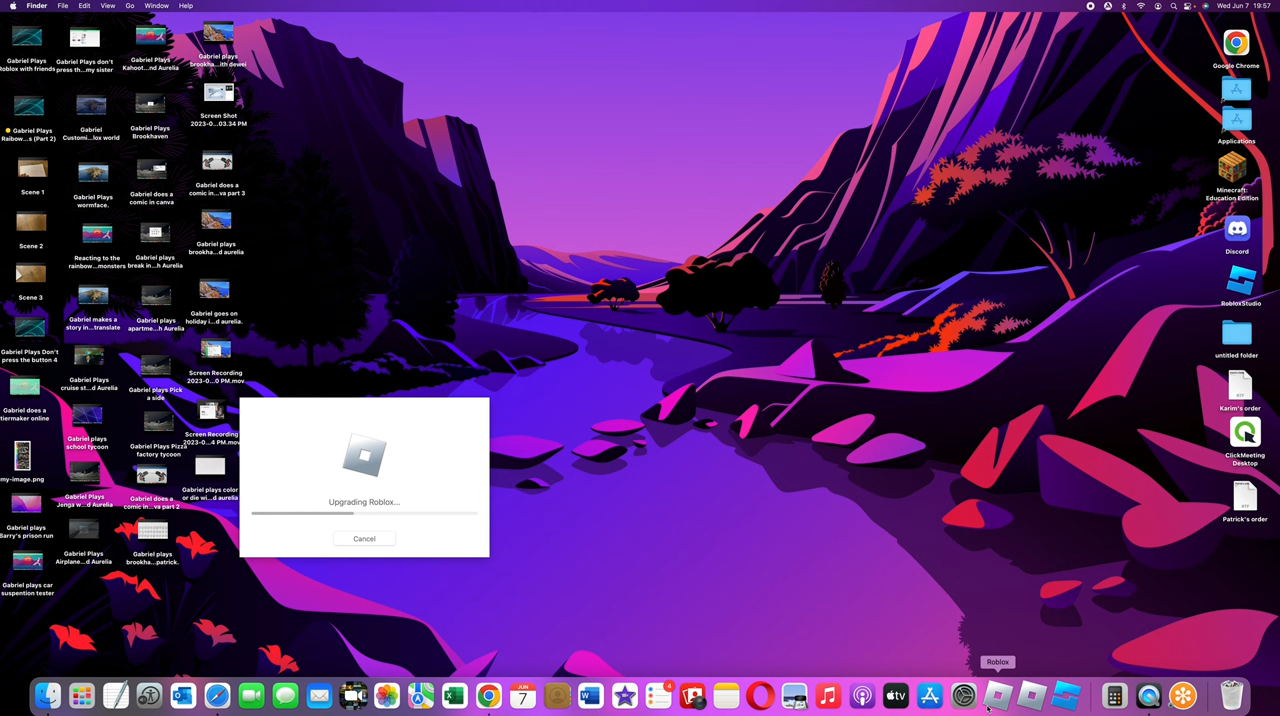 Finder File Edit View Go Window Help
Wed Jun 7 19:57
Gabriel Plays
Roblox with friends
Gabriel Plays don't
press th...my sister
Gabriel Plays
Kahoot...nd Aurelia
Gabriel plays
brookha...ith dewei
Screen Shot
2023-0...03.34 PM
Gabriel Plays
Raibow...s (Part 2)
Gabriel
Customi...lox world
Gabriel Plays
Brookhaven
Gabriel does a
comic in...va part 3
Scene 1
Gabriel Plays
wormface.
Gabriel does a
comic in canva
Scene 2
Reacting to the
rainbow...monsters
Gabriel plays
break in...h Aurelia
Gabriel plays
brookha...d aurelia
Scene 3
Gabriel makes a
story in...translate
Gabriel plays
apartme...h Aurelia
Gabriel goes on
holiday i...d aurelia.
Gabriel Plays Don't
press the button 4
Gabriel Plays
cruise st...d Aurelia
Gabriel plays Pick
a side
Screen Recording
2023-0...0 PM.mov
Gabriel does a
tiermaker online
Gabriel plays
school tycoon
Gabriel Plays Pizza
factory tycoon
Screen Recording
2023-0...4 PM.mov
my-image.png
Gabriel Plays
Jenga w...d Aurelia
Gabriel does a
comic in...va part 2
Gabriel plays color
or die wi...d aurelia
Gabriel plays
Barry's prison run
Gabriel Plays
Airplane...d Aurelia
Gabriel plays
brookha...patrick.
Gabriel plays car
suspention tester
Upgrading Roblox...
Cancel
Google Chrome
Applications
Minecraft:
Education Edition
Discord
RobloxStudio
untitled folder
RTF
Karim's order
ClickMeeting
Desktop
RTF
Patrick's order
Roblox
JUN
7
4
tv